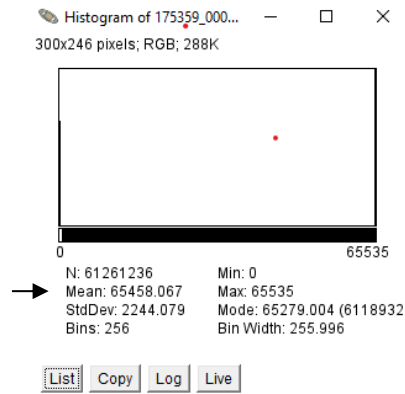 Histogram of 175359_000...
300x246 pixels; RGB; 288K
0 65535
N: 61261236 Min: 0
Mean: 65458.067 Max: 65535
StdDev: 2244.079 Mode: 65279.004 (6118932
Bins: 256 Bin Width: 255.996
List Copy Log Live